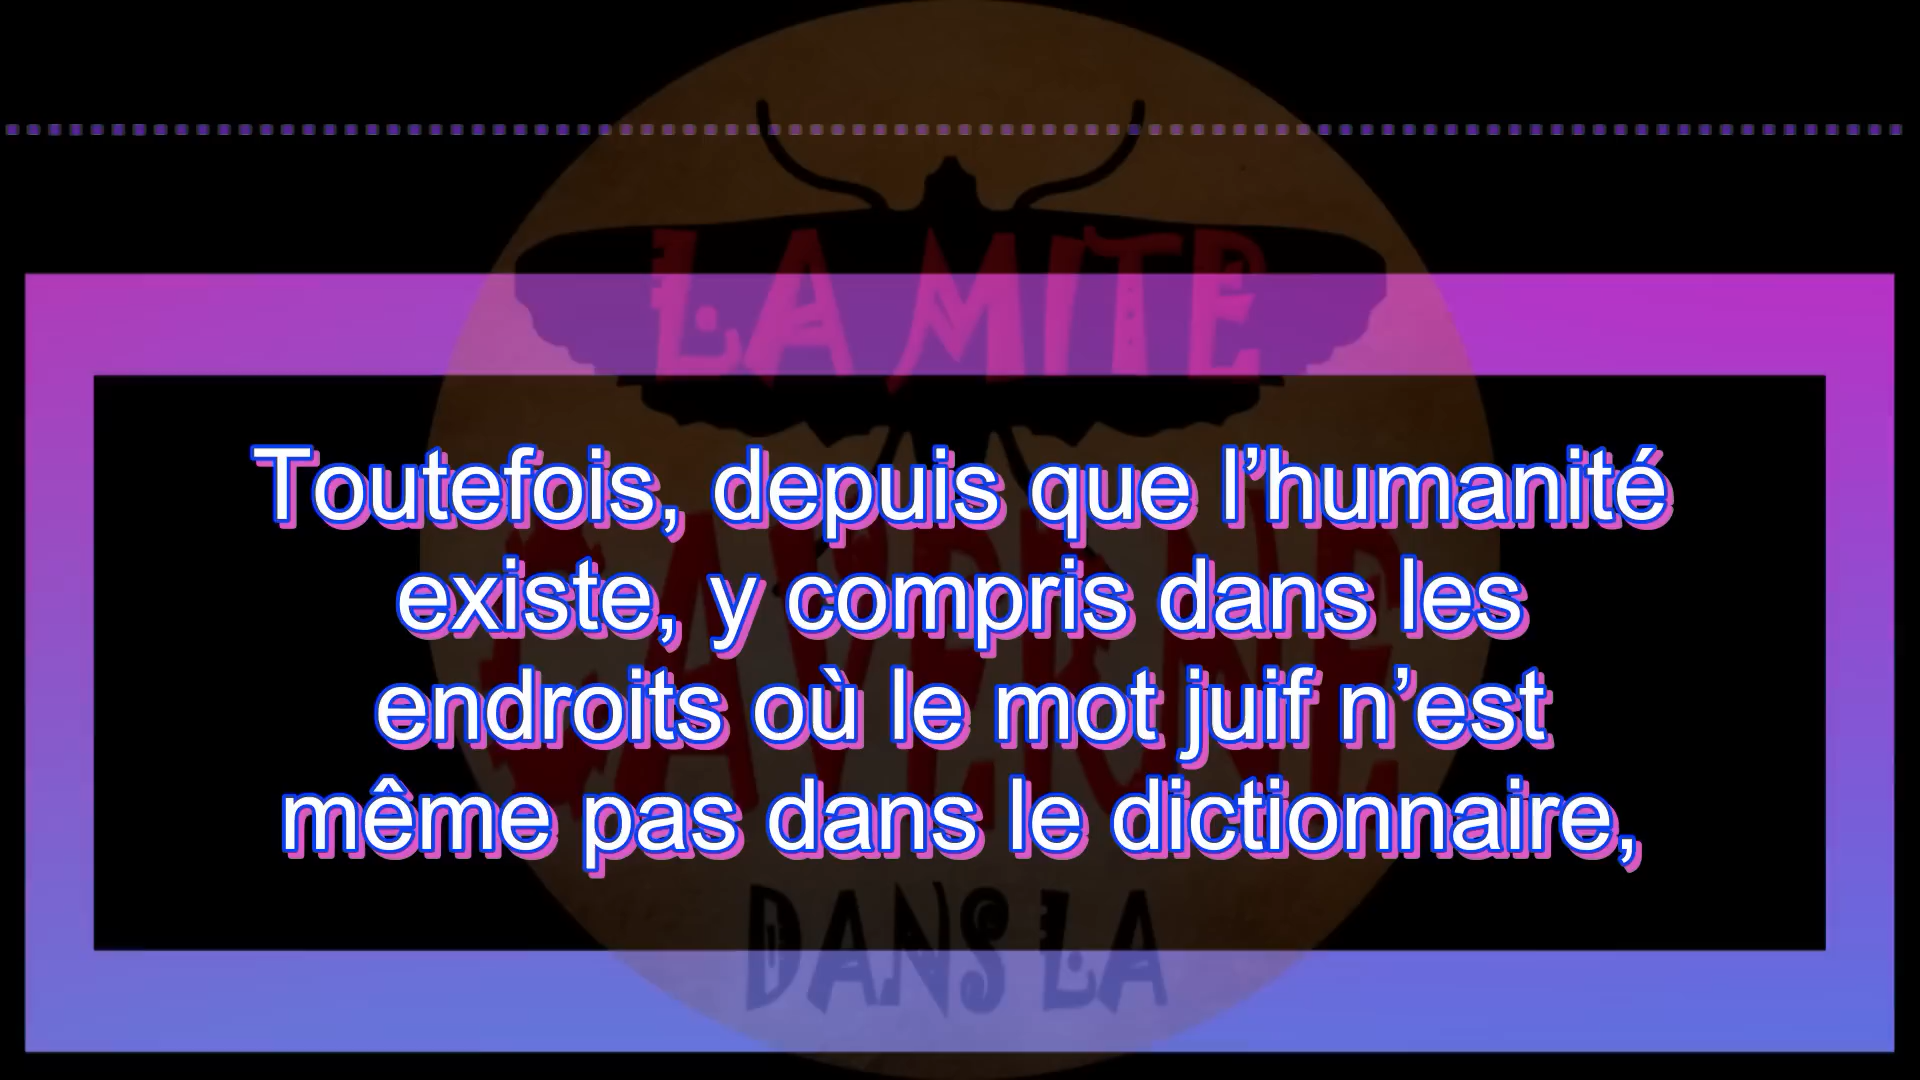 LA MITE
Toutefois, depuis que l’humanité
existe, y compris dans les
endroits où le mot juif n’est
même pas dans le dictionnaire,
CAVERNE
DANS LA